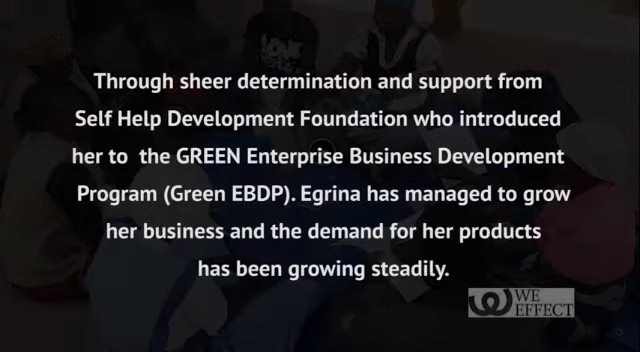 Through sheer determination and support from
Self Help Development Foundation who introduced
her to the GREEN Enterprise Business Development
Program (Green EBDP). Egrina has managed to grow
her business and the demand for her products
has been growing steadily.
WE
EFFECT